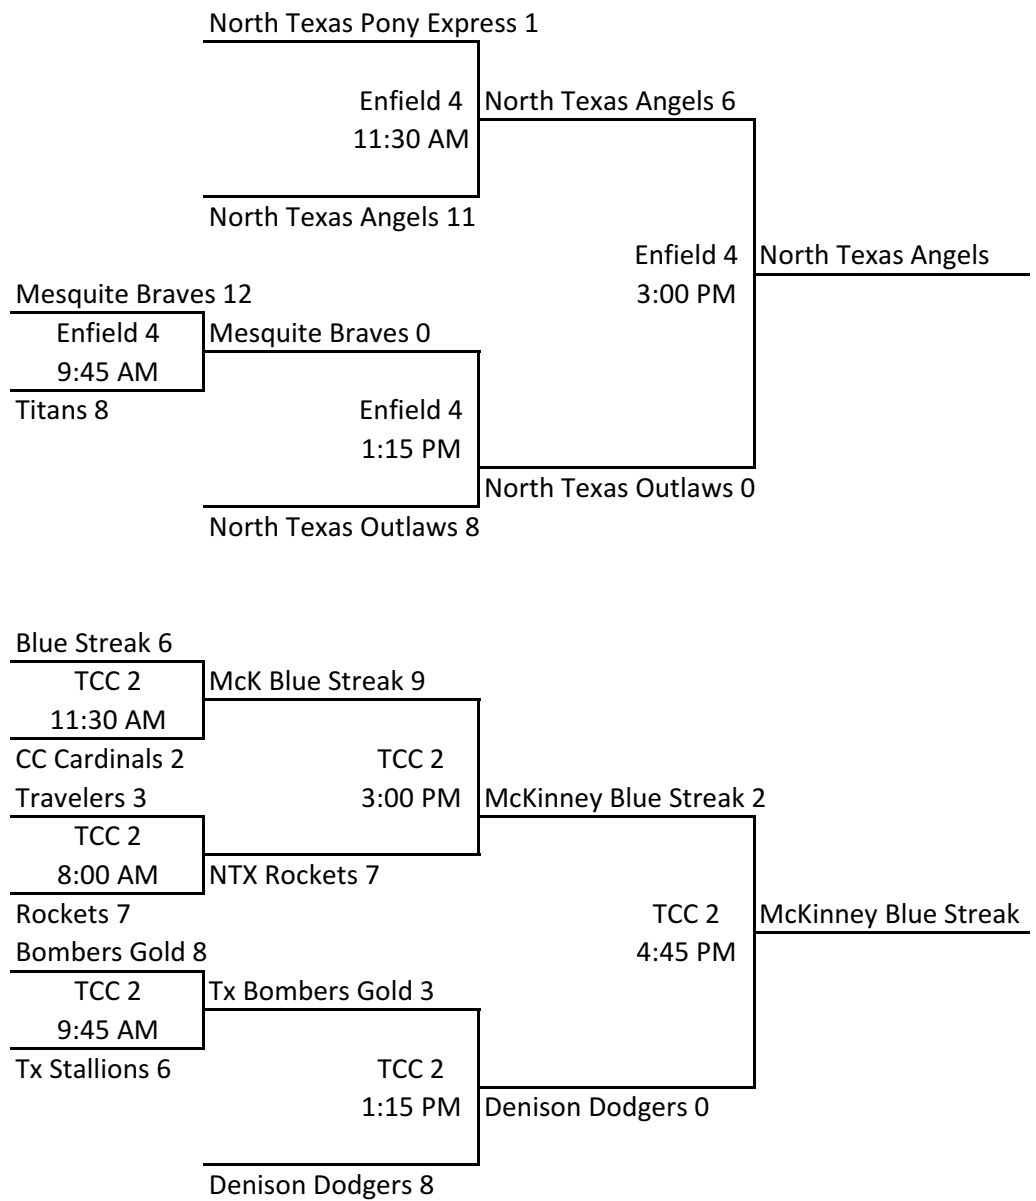 North Texas Pony Express 1
Enfield 4
North Texas Angels 6
11:30 AM
North Texas Angels 11
Enfield 4
North Texas Angels
Mesquite Braves 12
3:00 PM
Enfield 4
Mesquite Braves 0
9:45 AM
Titans 8
Enfield 4
1:15 PM
North Texas Outlaws 0
North Texas Outlaws 8
Blue Streak 6
TCC 2
McK Blue Streak 9
11:30 AM
CC Cardinals 2
TCC 2
Travelers 3
3:00 PM
McKinney Blue Streak 2
TCC 2
8:00 AM
NTX Rockets 7
Rockets 7
TCC 2
McKinney Blue Streak
Bombers Gold 8
4:45 PM
TCC 2
Tx Bombers Gold 3
9:45 AM
Tx Stallions 6
TCC 2
1:15 PM
Denison Dodgers 0
Denison Dodgers 8